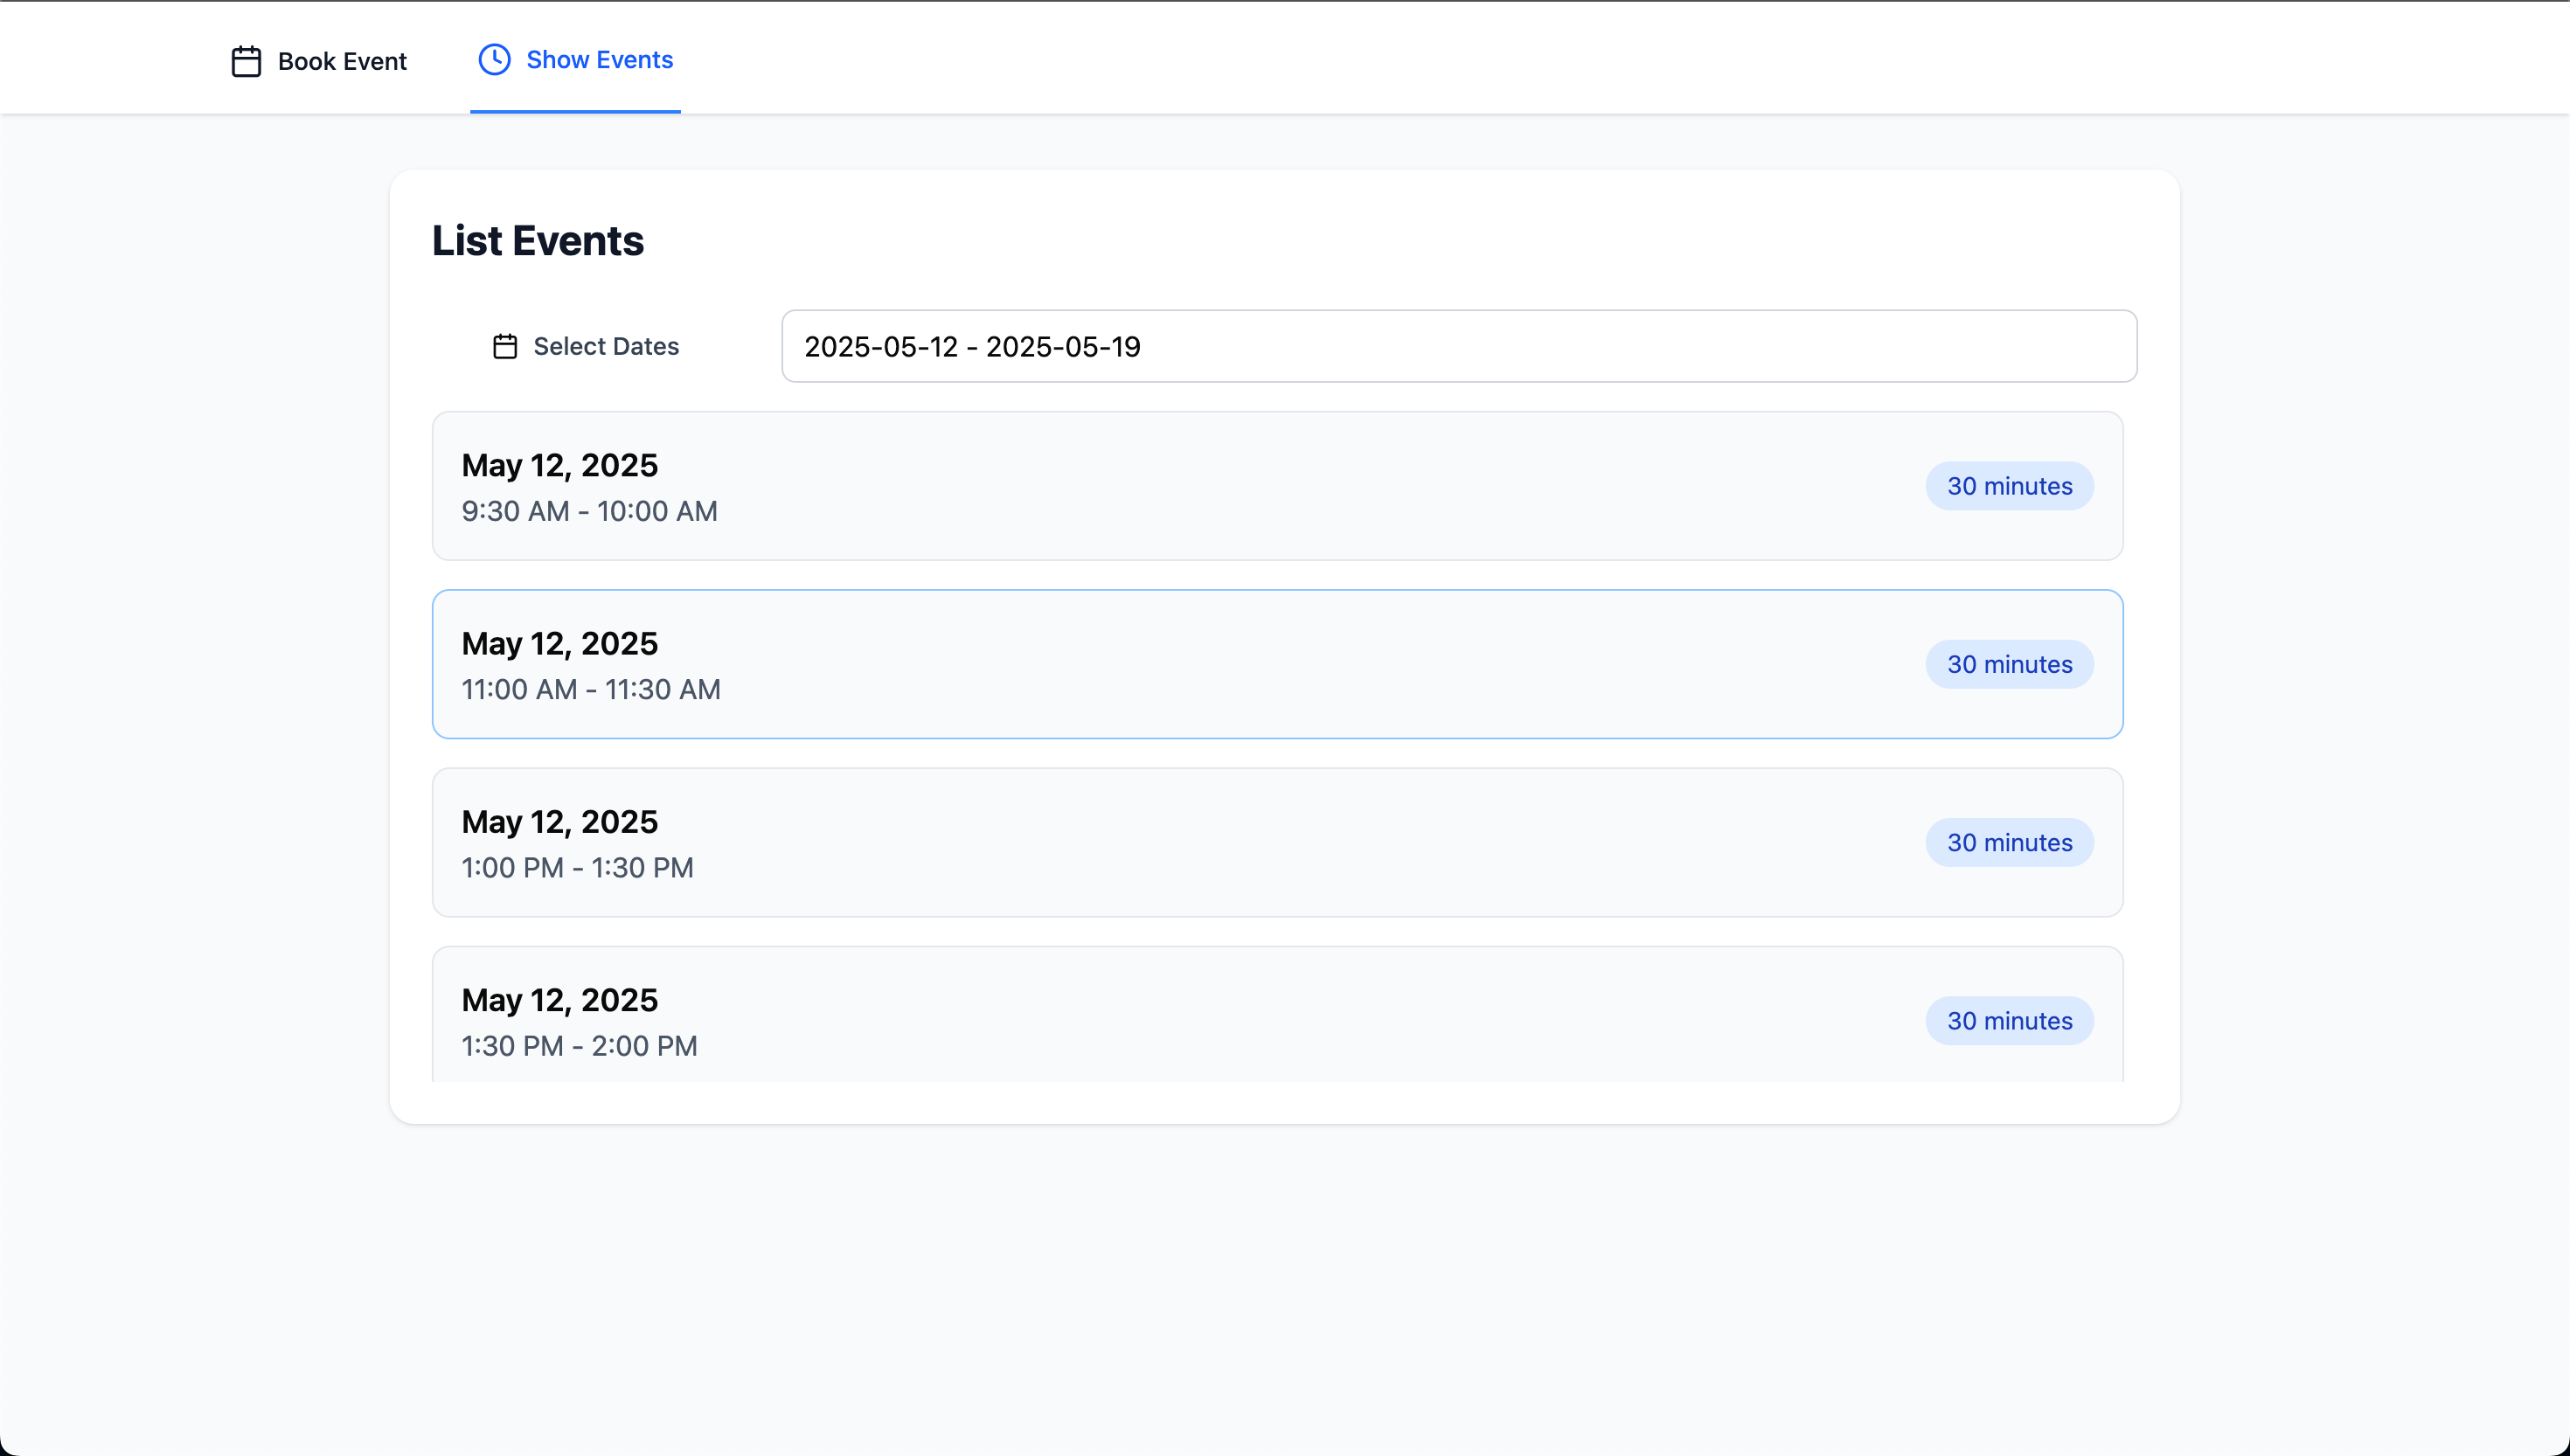 Book Event
Show Events
List Events
Select Dates
2025-05-12 - 2025-05-19
May 12, 2025
9:30 AM - 10:00 AM
30 minutes
May 12, 2025
11:00 AM - 11:30 AM
30 minutes
May 12, 2025
1:00 PM - 1:30 PM
30 minutes
May 12, 2025
1:30 PM - 2:00 PM
30 minutes